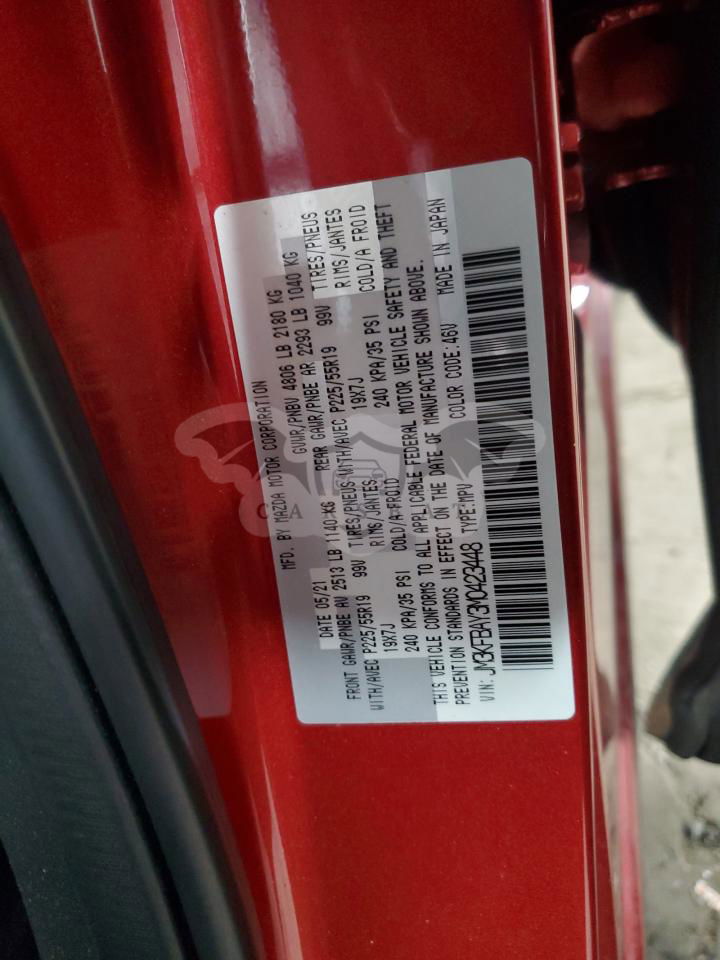 MFD. BY MAZDA MOTOR CORPORATION
DATE 05/21 GVWR/PNBV 4806 LB 2180 KG
FRONT GAWR/PNBE AV 2513 LB 1140 KG REAR GAWR/PNBE AR 2293 LB 1040 KG
WITH/AVEC P225/55R19 99V TIRES/PNEUS WITH/AVEC P225/55R19 99V TIRES/PNEUS
19X7J RIMS/JANTES 19X7J RIMS/JANTES
240 KPA/35 PSI COLD/A FROID 240 KPA/35 PSI COLD/A FROID
THIS VEHICLE CONFORMS TO ALL APPLICABLE FEDERAL MOTOR VEHICLE SAFETY AND THEFT
PREVENTION STANDARDS IN EFFECT ON THE DATE OF MANUFACTURE SHOWN ABOVE.
VIN: JM3KFBAY3M0423448 TYPE:MPV COLOR CODE:46V MADE IN JAPAN